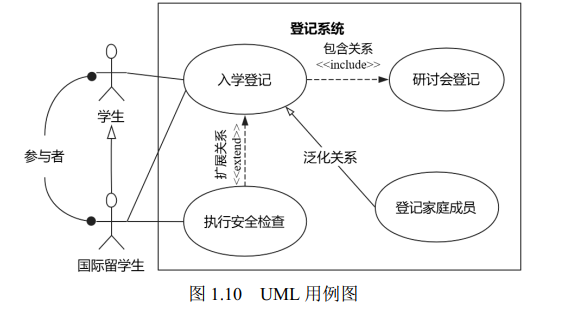 登记系统
包含关系
<<include>>
入学登记
研讨会登记
学生
参与者
扩展关系
<<extend>>
泛化关系
执行安全检查
登记家庭成员
国际留学生
图 1.10 UML 用例图